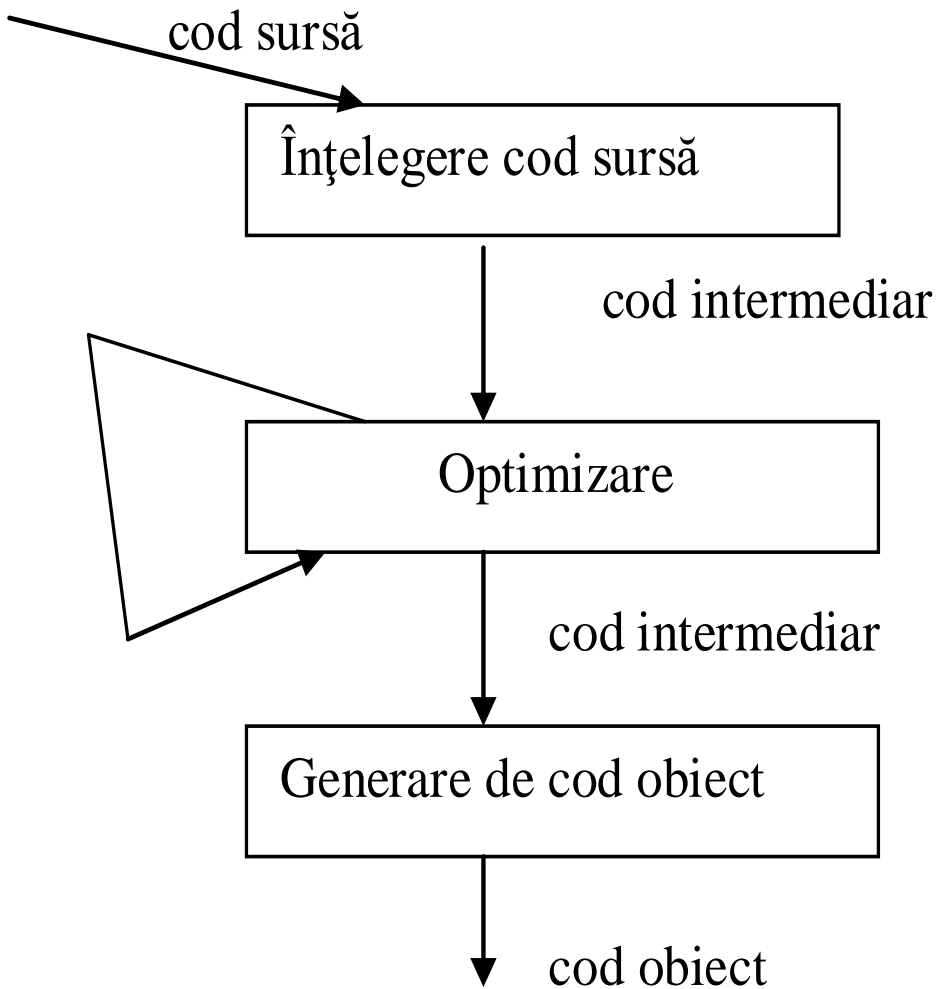 cod sursă
Înţelegere cod sursă
cod intermediar
Optimizare
cod intermediar
Generare de cod obiect
cod obiect